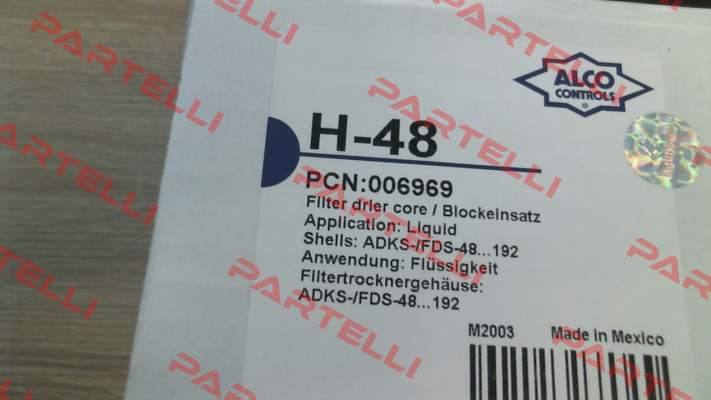 ALCO
CONTROLS
®
H-48
PCN:006969
Filter drier core / Blockeinsatz
Application: Liquid
Shells: ADKS-/FDS-48...192
Anwendung: Flüssigkeit
Filtertrocknergehäuse:
ADKS-/FDS-48...192
M2003 Made in Mexico
PARTELLI
PARTELLI
PARTELLI
PARTELLI
PARTELLI
PARTELLI
PARTELLI
PARTELLI